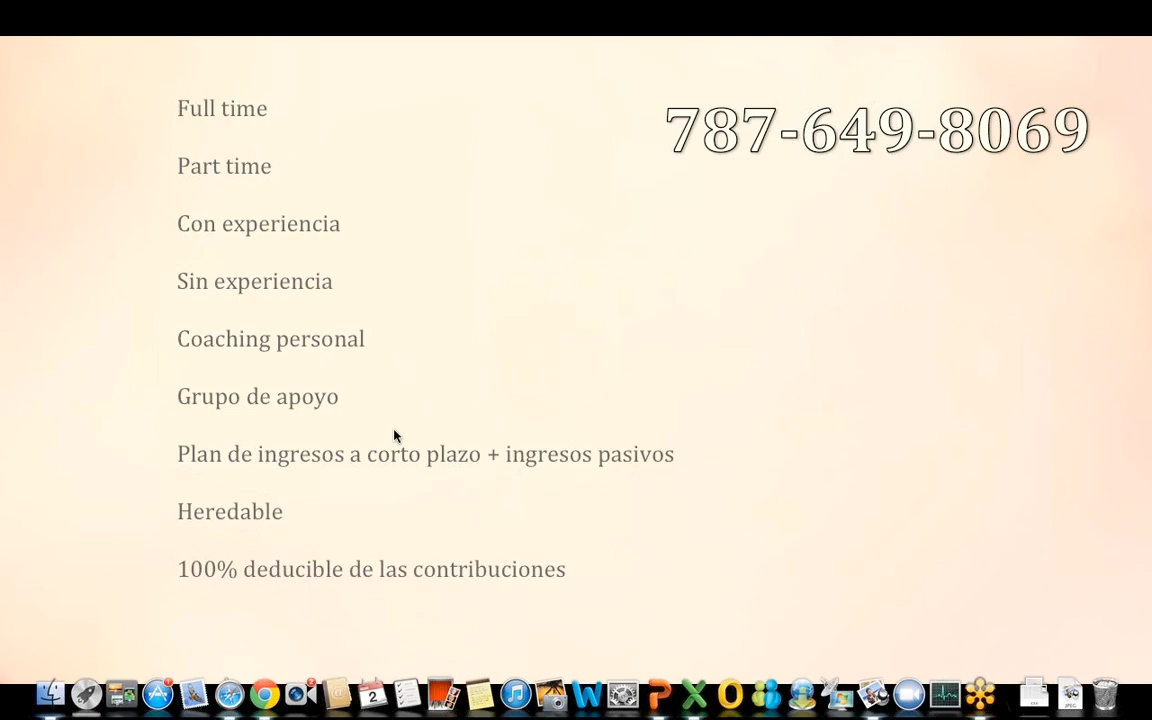 Full time
787-649-8069
Part time
Con experiencia
Sin experiencia
Coaching personal
Grupo de apoyo
Plan de ingresos a corto plazo + ingresos pasivos
Heredable
100% deducible de las contribuciones
2